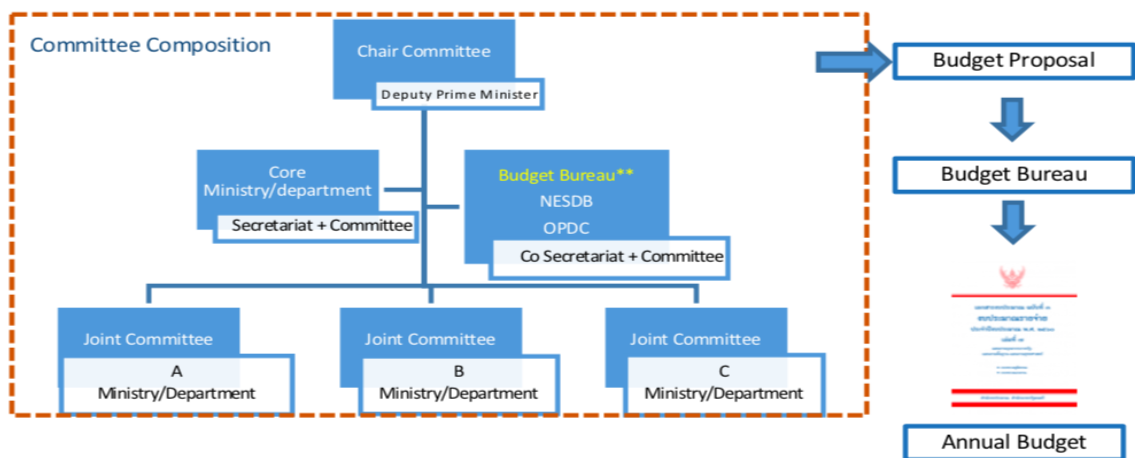 Committee Composition
Chair Committee
Deputy Prime Minister
Core
Ministry/department
Secretariat + Committee
Budget Bureau**
NESDB
OPDC
Co Secretariat + Committee
Joint Committee
A
Ministry/Department
Joint Committee
B
Ministry/Department
Joint Committee
C
Ministry/Department
Budget Proposal
Budget Bureau
Annual Budget